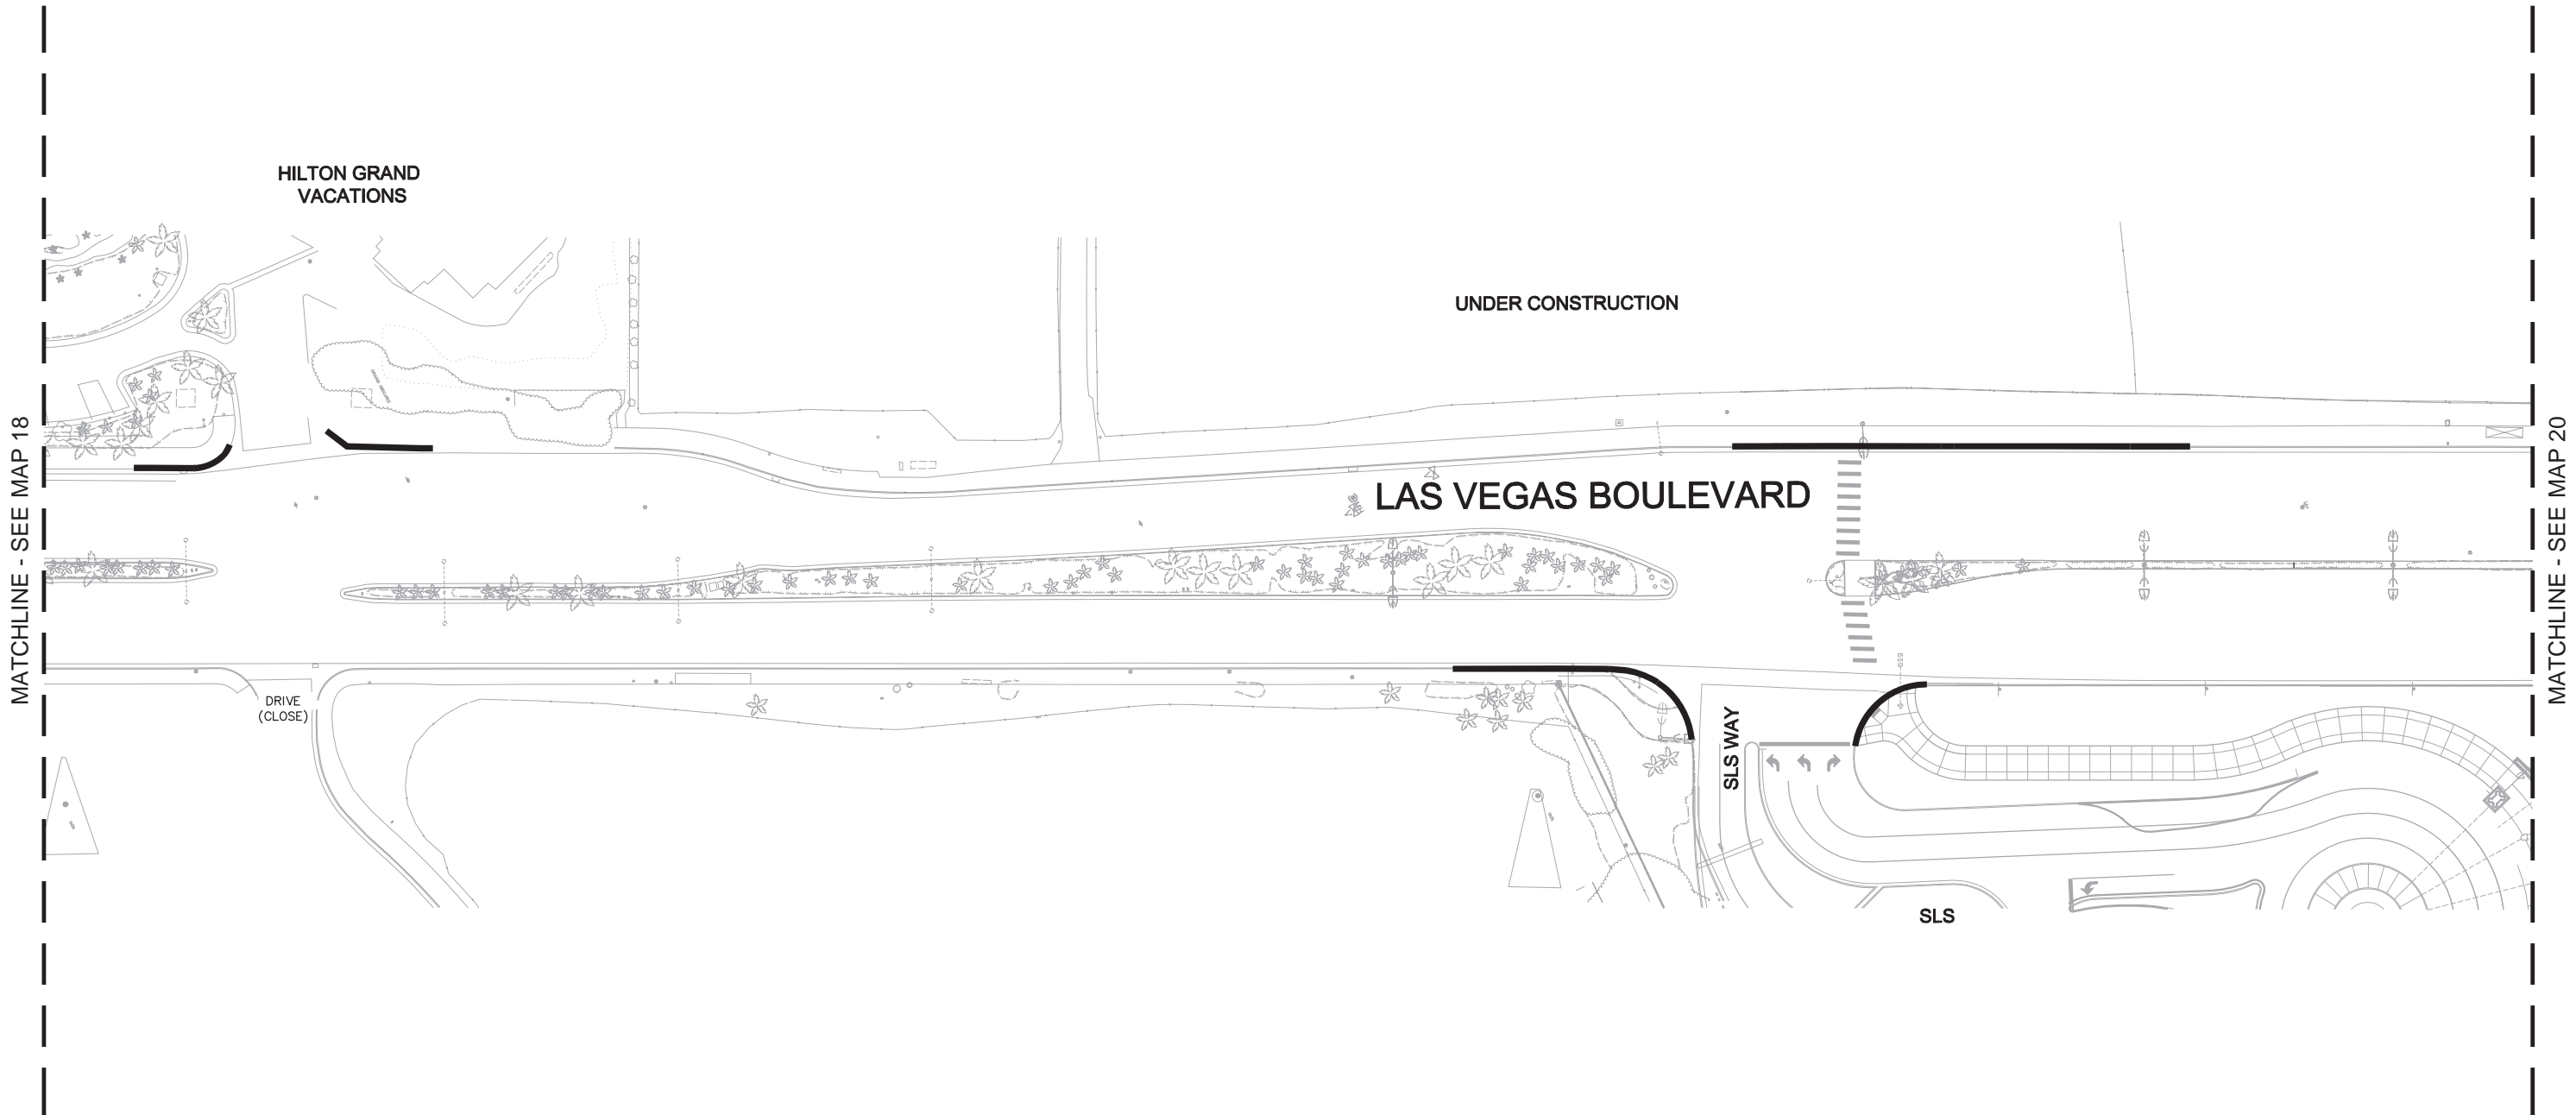 HILTON GRAND
VACATIONS
UNDER CONSTRUCTION
MATCHLINE - SEE MAP 18
LAS VEGAS BOULEVARD
MATCHLINE - SEE MAP 20
DRIVE
(CLOSE)
SLS WAY
SLS